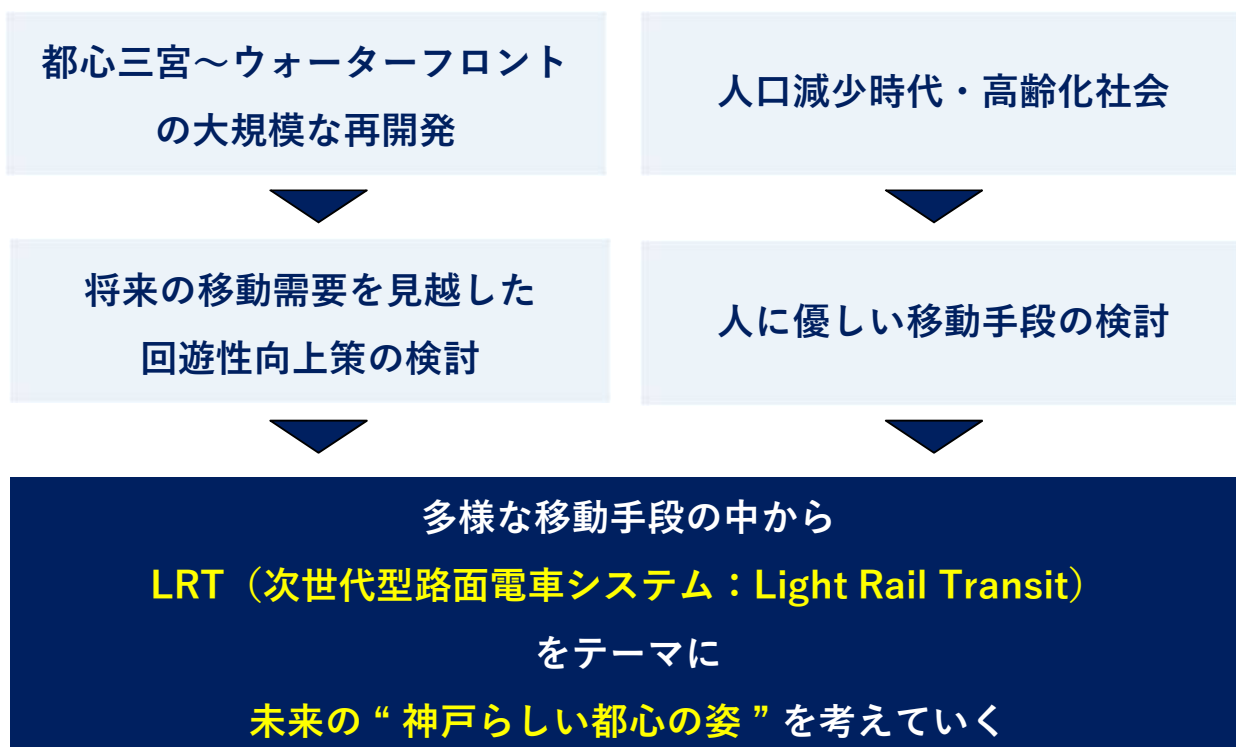 都心三宮～ウォーターフロント
の大規模な再開発
人口減少時代・高齢化社会
将来の移動需要を見越した
回遊性向上策の検討
人に優しい移動手段の検討
多様な移動手段の中から
LRT（次世代型路面電車システム：Light Rail Transit）
をテーマに
未来の“神戸らしい都心の姿”を考えていく